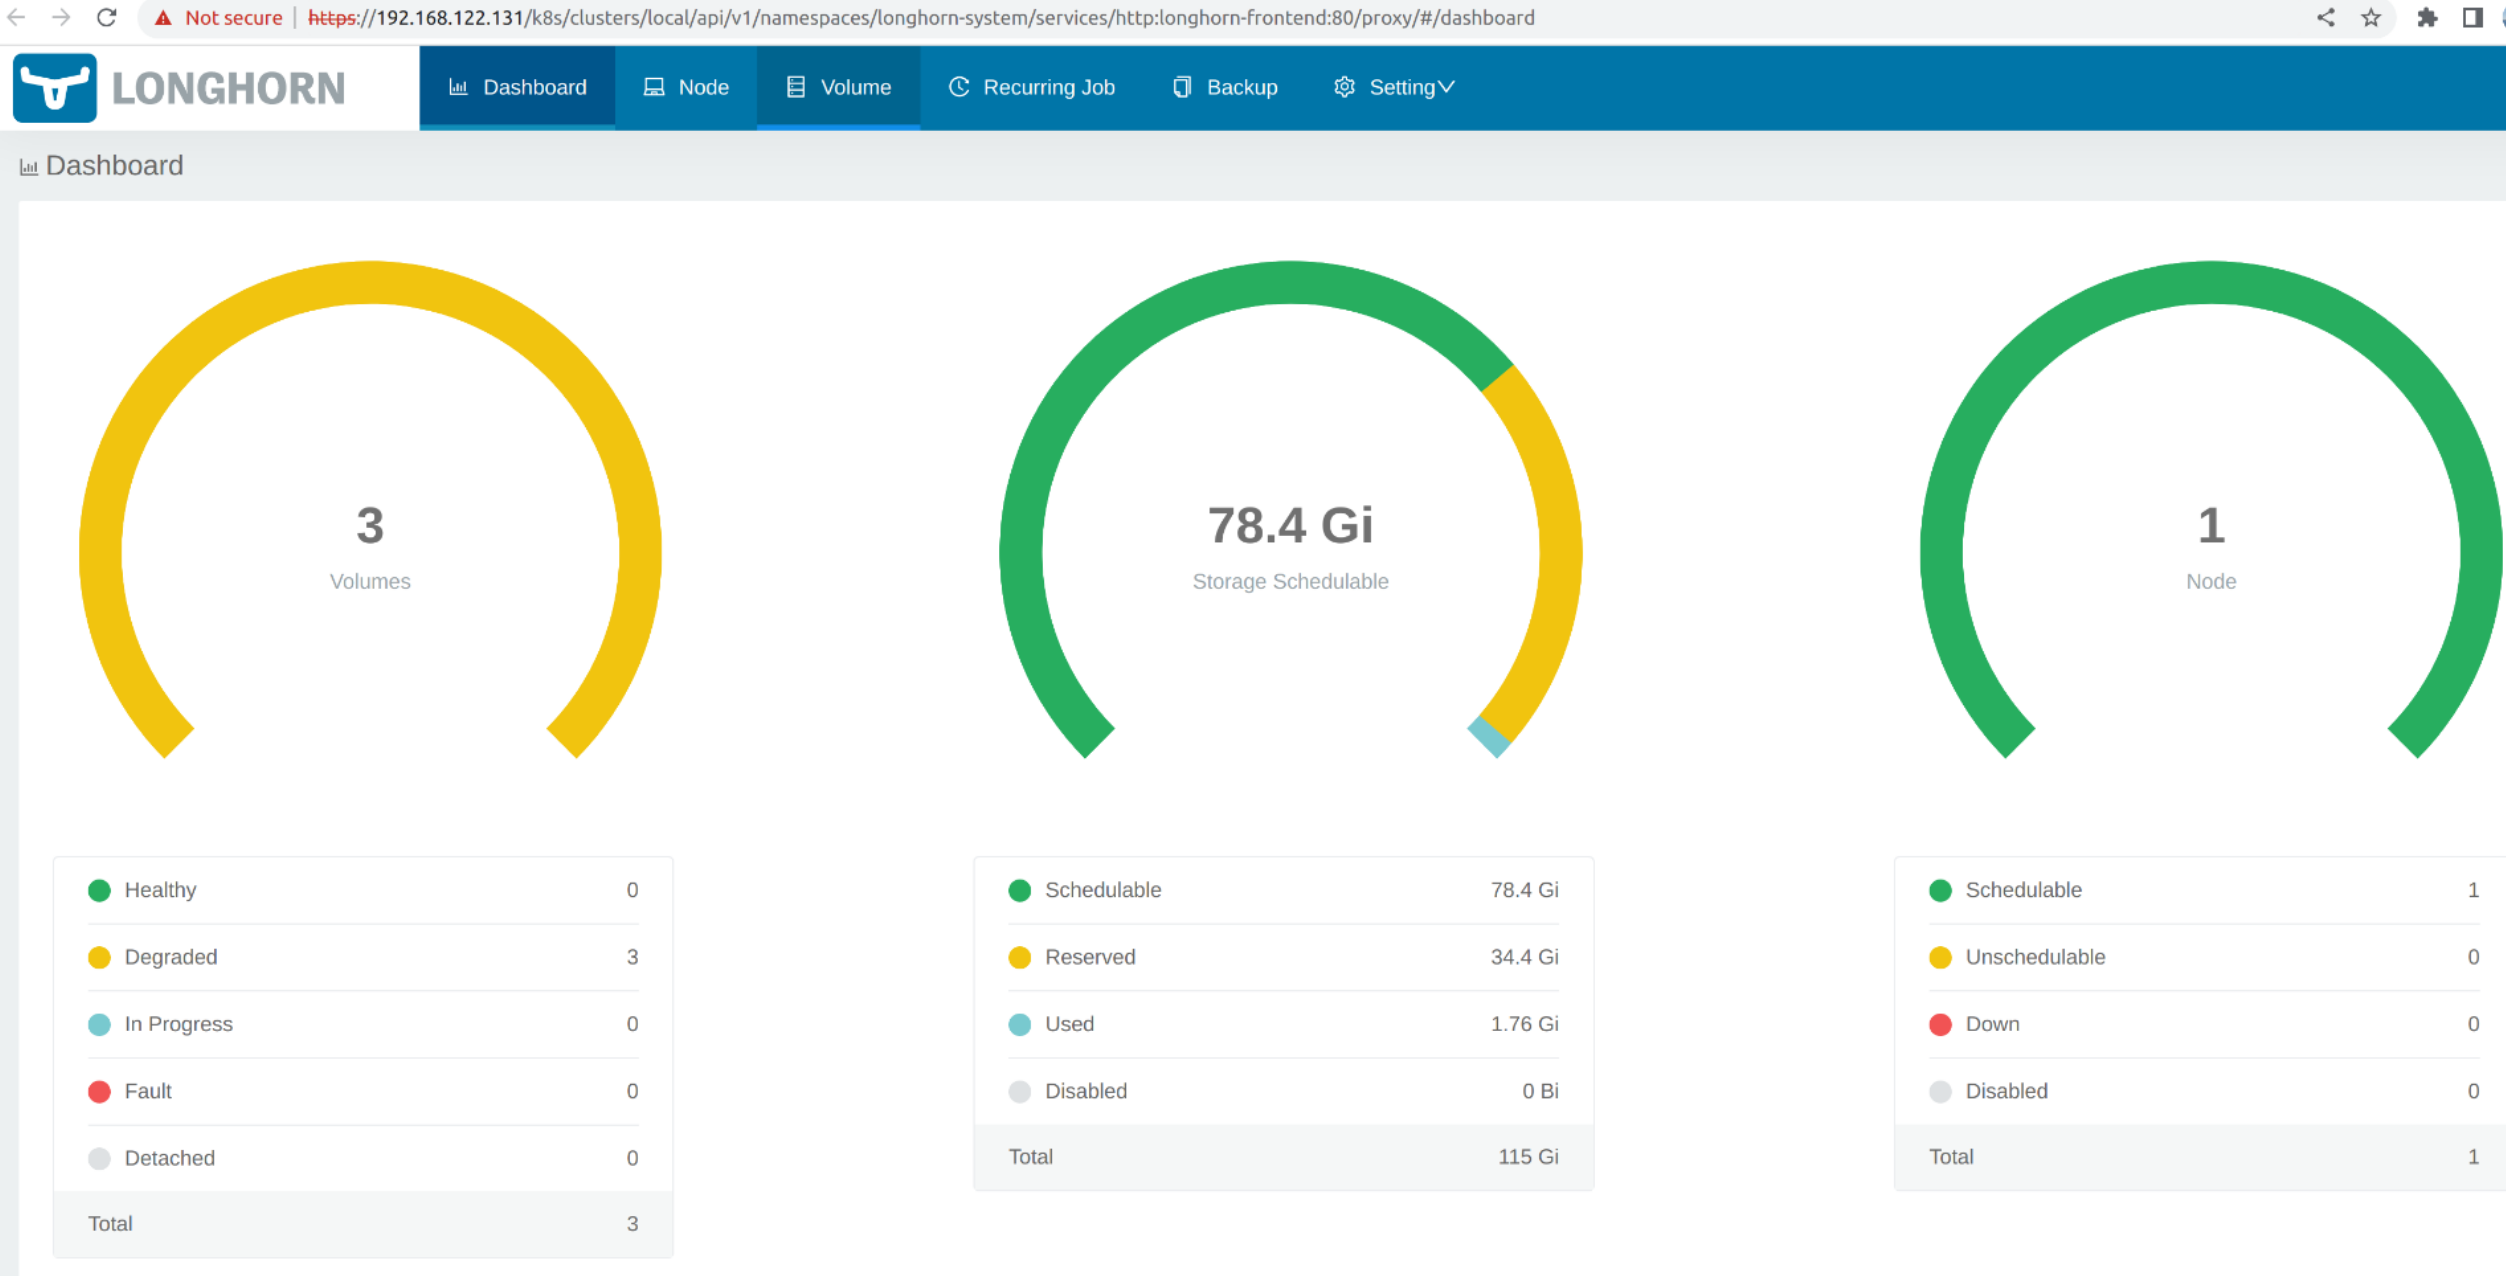 Not secure | https://192.168.122.131/k8s/clusters/local/api/v1/namespaces/longhorn-system/services/http:longhorn-frontend:80/proxy/#/dashboard
LONGHORN Dashboard Node Volume Recurring Job Backup Setting
Dashboard
3
Volumes
78.4 Gi
Storage Schedulable
1
Node
Healthy 0
Degraded 3
In Progress 0
Fault 0
Detached 0
Total 3
Schedulable 78.4 Gi
Reserved 34.4 Gi
Used 1.76 Gi
Disabled 0 Bi
Total 115 Gi
Schedulable 1
Unschedulable 0
Down 0
Disabled 0
Total 1